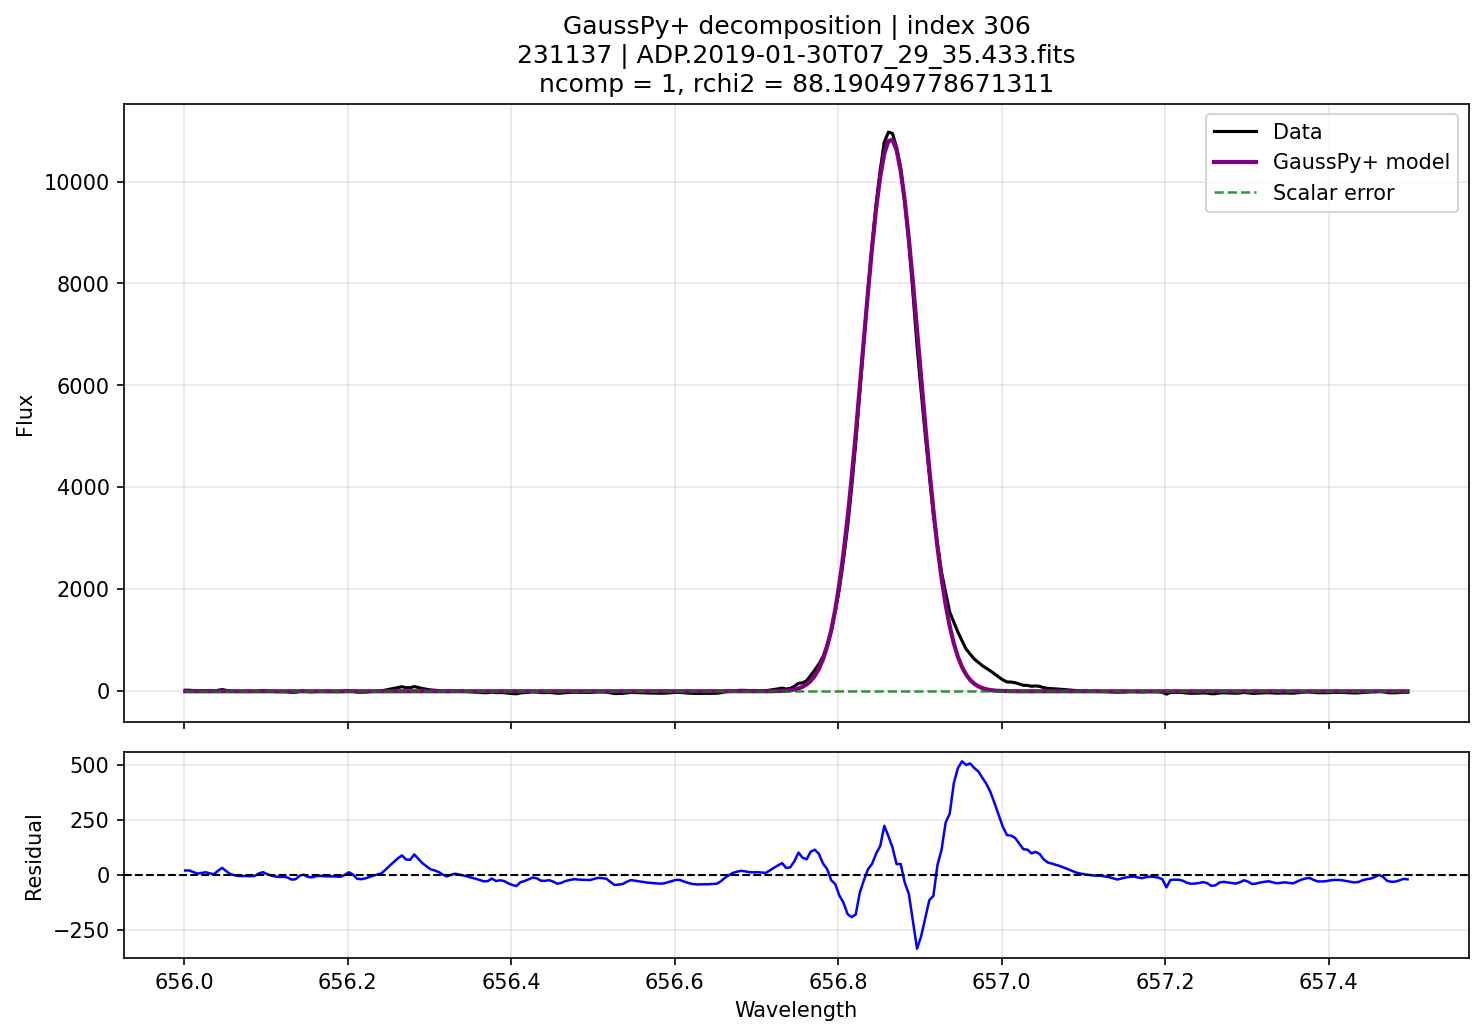 GaussPy+ decomposition | index 306
231137 | ADP.2019-01-30T07_29_35.433.fits
ncomp = 1, rchi2 = 88.19049778671311
Data
GaussPy+ model
Scalar error
Flux
10000
8000
6000
4000
2000
0
Residual
500
250
0
−250
656.0
656.2
656.4
656.6
656.8
657.0
657.2
657.4
Wavelength